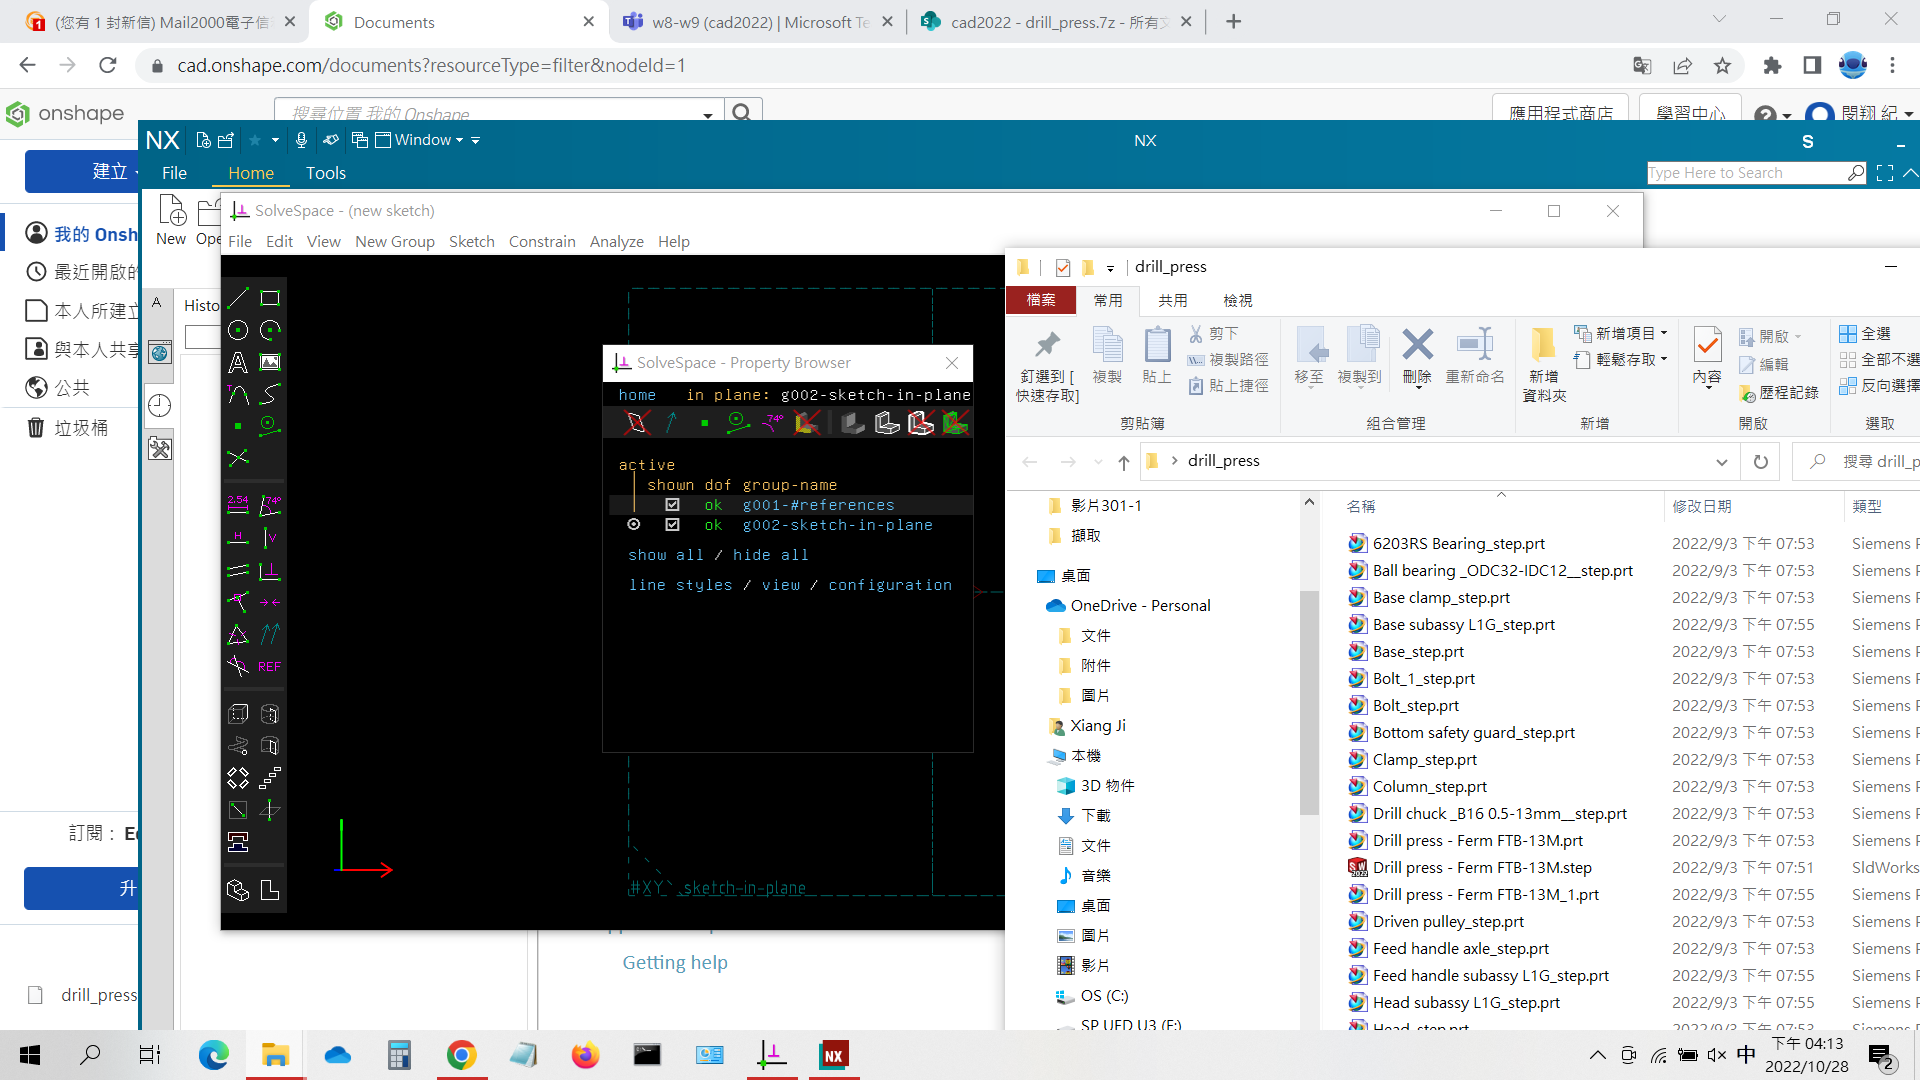 (您有 1 封新信) Mail2000電子信
Documents
w8-w9 (cad2022) | Microsoft Te
cad2022 - drill_press.7z - 所有文
cad.onshape.com/documents?resourceType=filter&nodeId=1
onshape
搜尋位置 我的 Onshape
應用程式商店
學習中心
閔翔 紀
NX
Window
NX
S
建立
File
Home
Tools
Type Here to Search
New
Ope
我的 Onsh
最近開啟的
本人所建立
與本人共享
公共
垃圾桶
訂閱： Ec
升
drill_press
A
Histo
SolveSpace - (new sketch)
File Edit View New Group Sketch Constrain Analyze Help
2.54
74°
H
V
REF
#XY
sketch-in-plane
SolveSpace - Property Browser
home in plane: g002-sketch-in-plane
74°
active
shown dof group-name
ok g001-#references
ok g002-sketch-in-plane
show all / hide all
line styles / view / configuration
Getting help
drill_press
檔案
常用
共用
檢視
釘選到 [
快速存取]
複製
貼上
剪下
複製路徑
貼上捷徑
剪貼簿
移至
複製到
刪除
重新命名
組合管理
新增
資料夾
新增項目
輕鬆存取
新增
內容
開啟
編輯
歷程記錄
開啟
全選
全部不選
反向選擇
選取
drill_press
搜尋 drill_p
影片301-1
擷取
桌面
OneDrive - Personal
文件
附件
圖片
Xiang Ji
本機
3D 物件
下載
文件
音樂
桌面
圖片
影片
OS (C:)
SP UFD U3 (F:)
名稱 修改日期 類型
6203RS Bearing_step.prt 2022/9/3 下午 07:53 Siemens P
Ball bearing _ODC32-IDC12__step.prt 2022/9/3 下午 07:53 Siemens P
Base clamp_step.prt 2022/9/3 下午 07:53 Siemens P
Base subassy L1G_step.prt 2022/9/3 下午 07:55 Siemens P
Base_step.prt 2022/9/3 下午 07:53 Siemens P
Bolt_1_step.prt 2022/9/3 下午 07:53 Siemens P
Bolt_step.prt 2022/9/3 下午 07:53 Siemens P
Bottom safety guard_step.prt 2022/9/3 下午 07:53 Siemens P
Clamp_step.prt 2022/9/3 下午 07:53 Siemens P
Column_step.prt 2022/9/3 下午 07:53 Siemens P
Drill chuck _B16 0.5-13mm__step.prt 2022/9/3 下午 07:53 Siemens P
Drill press - Ferm FTB-13M.prt 2022/9/3 下午 07:53 Siemens P
Drill press - Ferm FTB-13M.step 2022/9/3 下午 07:51 SldWorks
Drill press - Ferm FTB-13M_1.prt 2022/9/3 下午 07:55 Siemens P
Driven pulley_step.prt 2022/9/3 下午 07:53 Siemens P
Feed handle axle_step.prt 2022/9/3 下午 07:53 Siemens P
Feed handle subassy L1G_step.prt 2022/9/3 下午 07:55 Siemens P
Head subassy L1G_step.prt 2022/9/3 下午 07:55 Siemens P
Head_step.prt 2022/9/3 下午 07:53 Siemens P
NX
中
下午 04:13
2022/10/28
2